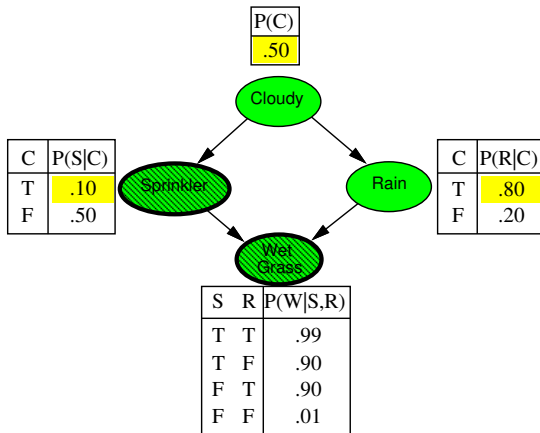 P(C)
.50
Cloudy
C P(S|C)
T .10
F .50
Sprinkler
Rain
C P(R|C)
T .80
F .20
Wet
Grass
S R P(W|S,R)
T T .99
T F .90
F T .90
F F .01